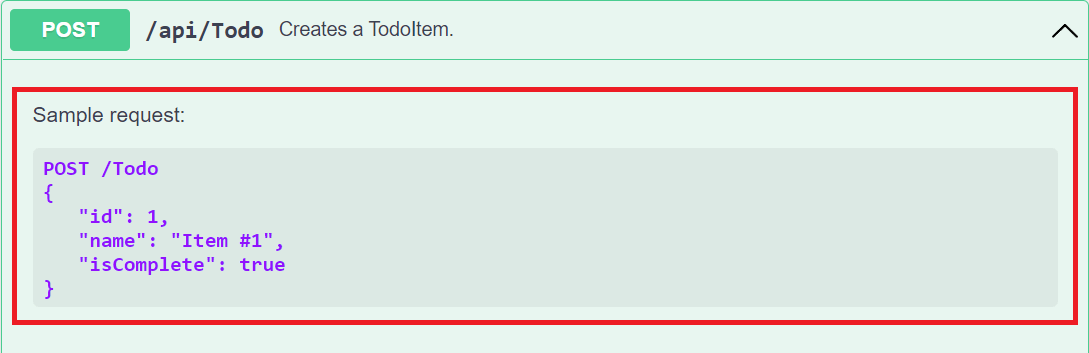 POST /api/Todo Creates a TodoItem.
Sample request:
POST /Todo
{
   "id": 1,
   "name": "Item #1",
   "isComplete": true
}